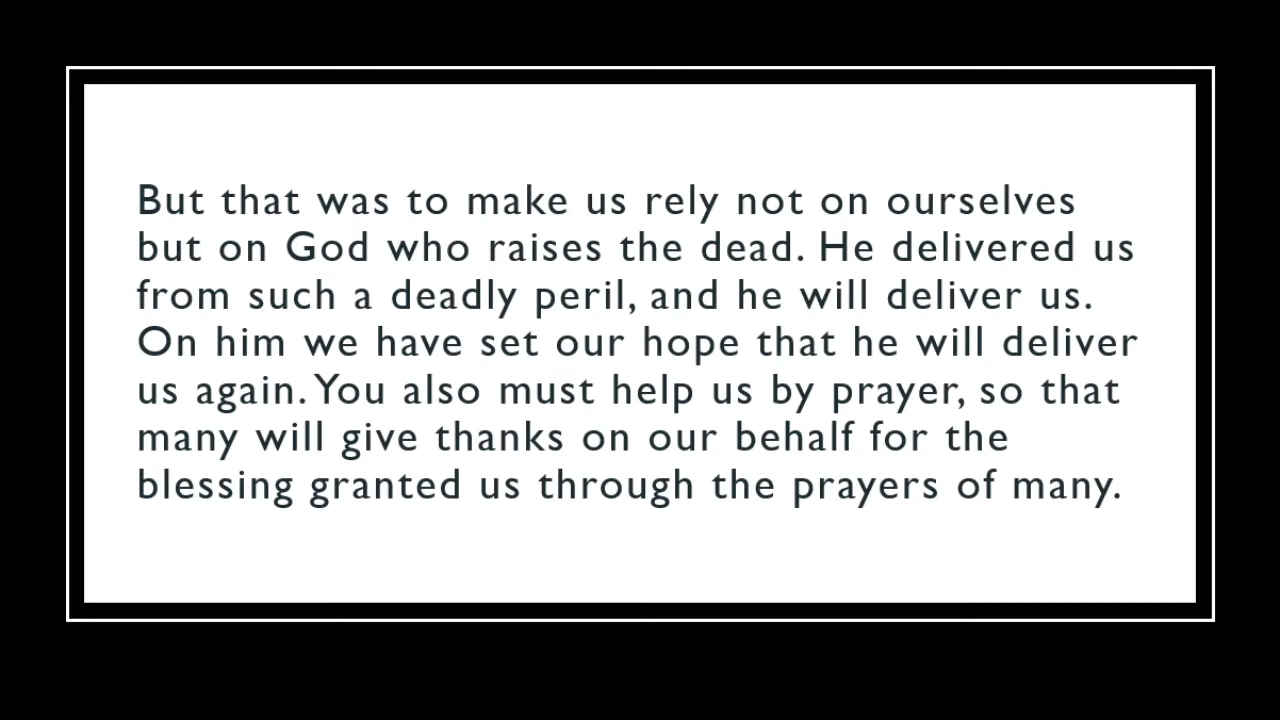 But that was to make us rely not on ourselves
but on God who raises the dead. He delivered us
from such a deadly peril, and he will deliver us.
On him we have set our hope that he will deliver
us again. You also must help us by prayer, so that
many will give thanks on our behalf for the
blessing granted us through the prayers of many.